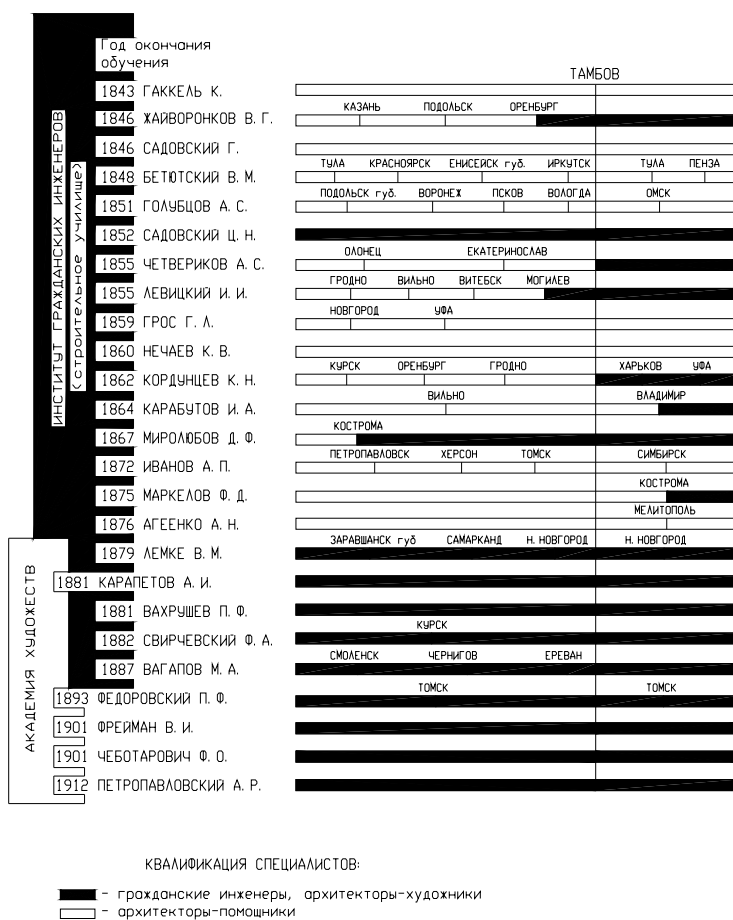 Год окончания
обучения
ТАМБОВ
1843 ГАККЕЛЬ К.
КАЗАНЬ ПОДОЛЬСК ОРЕНБУРГ
1846 ЖАЙВОРОНКОВ В. Г.
1846 САДОВСКИЙ Г.
ТУЛА КРАСНОЯРСК ЕНИСЕЙСК губ. ИРКУТСК ТУЛА ПЕНЗА
1848 БЕТЮТСКИЙ В. М.
ПОДОЛЬСК губ. ВОРОНЕЖ ПСКОВ ВОЛОГДА ОМСК
1851 ГОЛУБЦОВ А. С.
1852 САДОВСКИЙ Ц. Н.
ОЛОНЕЦ ЕКАТЕРИНОСЛАВ
1855 ЧЕТВЕРИКОВ А. С.
ГРОДНО ВИЛЬНО ВИТЕБСК МОГИЛЕВ
1855 ЛЕВИЦКИЙ И. И.
НОВГОРОД УФА
1859 ГРОС Г. Л.
1860 НЕЧАЕВ К. В.
КУРСК ОРЕНБУРГ ГРОДНО ХАРЬКОВ УФА
1862 КОРДУНЦЕВ К. Н.
ВИЛЬНО ВЛАДИМИР
1864 КАРАБУТОВ И. А.
КОСТРОМА
1867 МИРОЛЮБОВ Д. Ф.
ПЕТРОПАВЛОВСК ХЕРСОН ТОМСК СИМБИРСК
1872 ИВАНОВ А. П.
КОСТРОМА
1875 МАРКЕЛОВ Ф. Д.
МЕЛИТОПОЛЬ
1876 АГЕЕНКО А. Н.
ЗАРАВШАНСК губ САМАРКАНД Н. НОВГОРОД Н. НОВГОРОД
1879 ЛЕМКЕ В. М.
1881 КАРАПЕТОВ А. И.
1881 ВАХРУШЕВ П. Ф.
КУРСК
1882 СВИРЧЕВСКИЙ Ф. А.
СМОЛЕНСК ЧЕРНИГОВ ЕРЕВАН
1887 ВАГАПОВ М. А.
ТОМСК ТОМСК
1893 ФЕДОРОВСКИЙ П. Ф.
1901 ФРЕЙМАН В. И.
1901 ЧЕБОТАРОВИЧ Ф. О.
1912 ПЕТРОПАВЛОВСКИЙ А. Р.
ИНСТИТУТ ГРАЖДАНСКИХ ИНЖЕНЕРОВ
(строительное училище)
АКАДЕМИЯ ХУДОЖЕСТВ
КВАЛИФИКАЦИЯ СПЕЦИАЛИСТОВ:
- гражданские инженеры, архитекторы-художники
- архитекторы-помощники